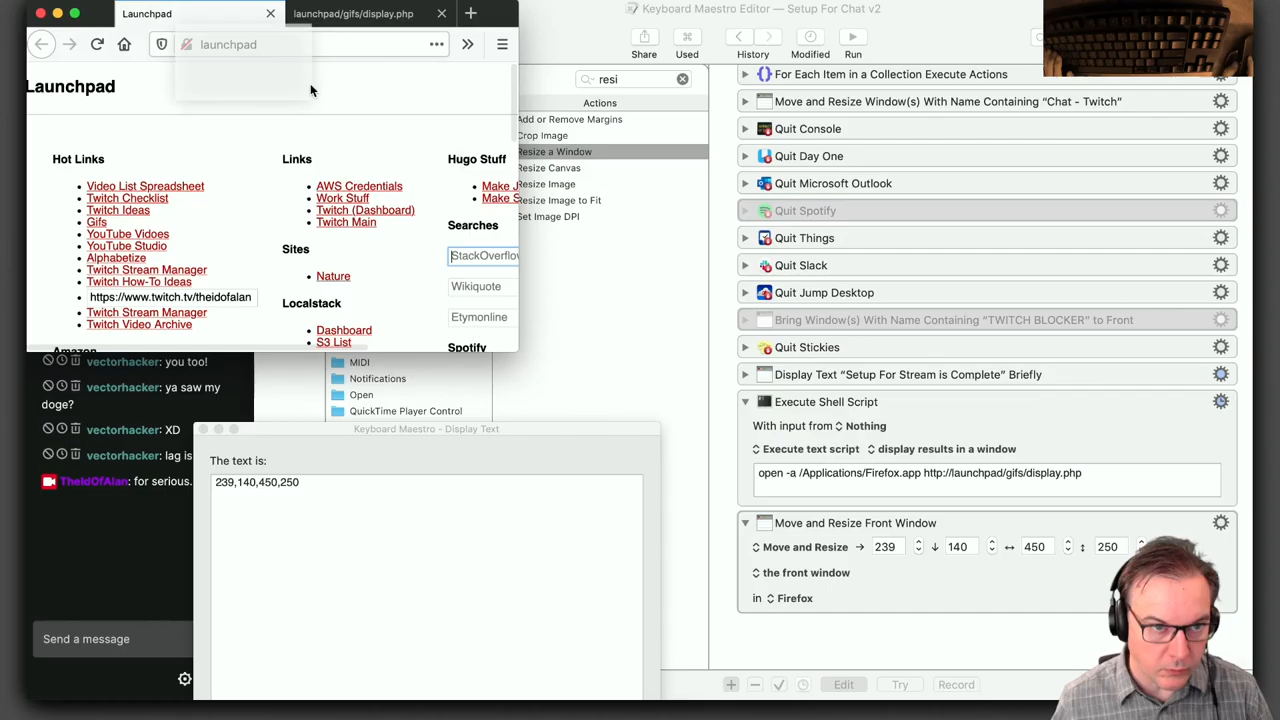 Launchpad
launchpad/gifs/display.php
Keyboard Maestro Editor — Setup For Chat v2
launchpad
Share
Used
History
Modified
Run
resi
Launchpad
Hot Links
Video List Spreadsheet
Twitch Checklist
Twitch Ideas
Gifs
YouTube Vidoes
YouTube Studio
Alphabetize
Twitch Stream Manager
Twitch How-To Ideas
https://www.twitch.tv/theidofalan
Twitch Stream Manager
Twitch Video Archive
Amazon
Links
AWS Credentials
Work Stuff
Twitch (Dashboard)
Twitch Main
Sites
Nature
Localstack
Dashboard
S3 List
Hugo Stuff
Make J
Make S
Searches
StackOverflow
Wikiquote
Etymonline
Spotify
Actions
Add or Remove Margins
Crop Image
Resize a Window
Resize Canvas
Resize Image
Resize Image to Fit
Set Image DPI
MIDI
Notifications
Open
QuickTime Player Control
vectorhacker: you too!
vectorhacker: ya saw my
doge?
vectorhacker: XD
vectorhacker: lag is
TheIdOfAlan: for serious.
Send a message
Keyboard Maestro - Display Text
The text is:
239,140,450,250
For Each Item in a Collection Execute Actions
Move and Resize Window(s) With Name Containing “Chat - Twitch”
Quit Console
Quit Day One
Quit Microsoft Outlook
Quit Spotify
Quit Things
Quit Slack
Quit Jump Desktop
Bring Window(s) With Name Containing “TWITCH BLOCKER” to Front
Quit Stickies
Display Text “Setup For Stream is Complete” Briefly
Execute Shell Script
With input from Nothing
Execute text script display results in a window
open -a /Applications/Firefox.app http://launchpad/gifs/display.php
Move and Resize Front Window
Move and Resize 239 140 450 250
the front window
in Firefox
Edit
Try
Record